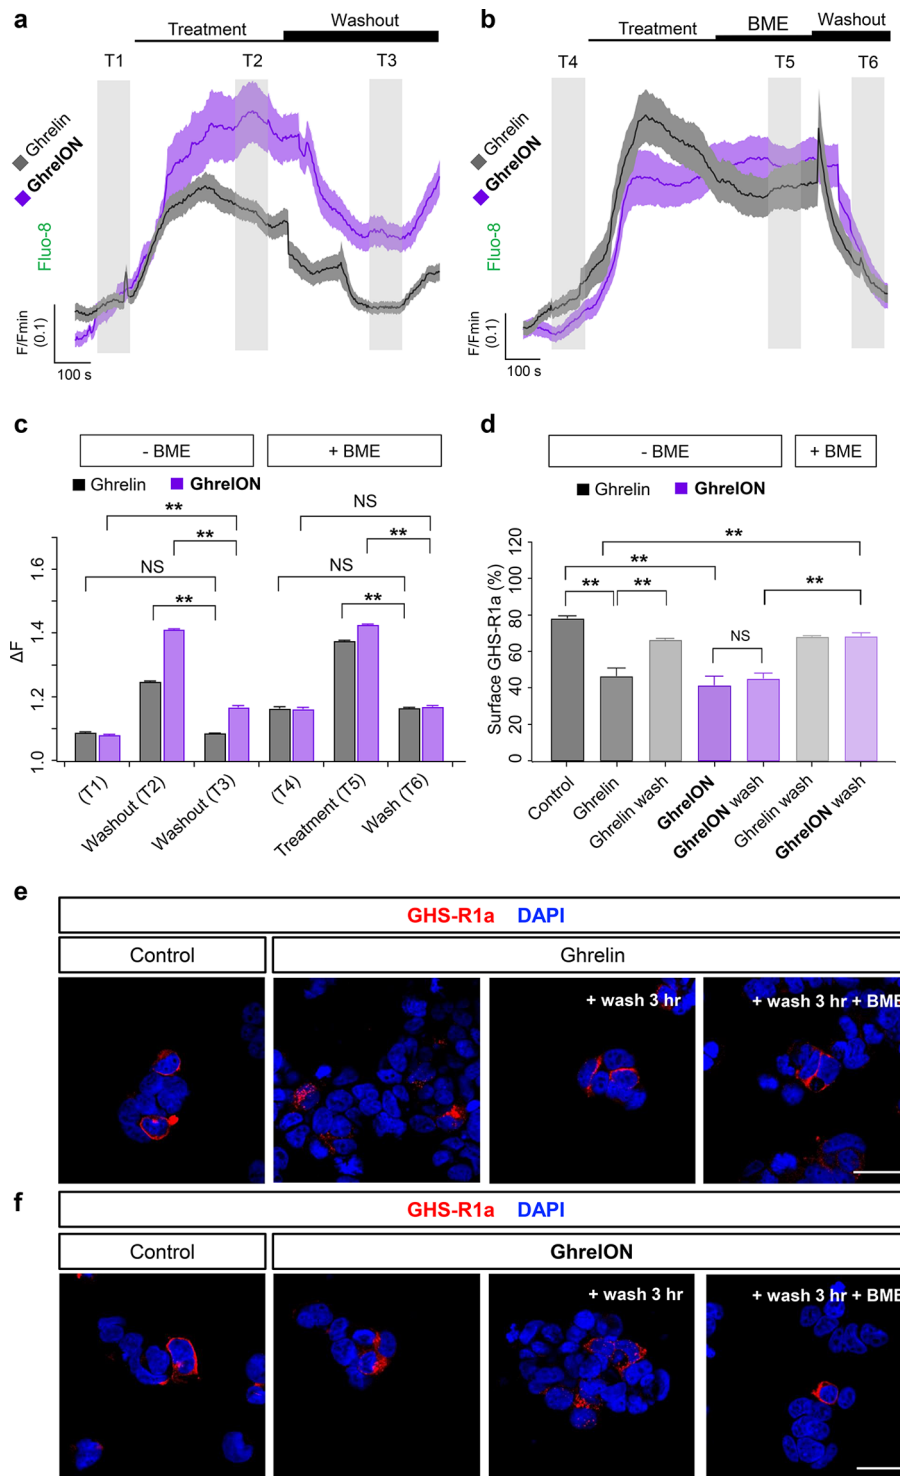 a
Treatment
Washout
T1
T2
T3
Ghrelin
GhrelON
Fluo-8
F/Fmin
(0.1)
100 s
b
Treatment
BME
Washout
T4
T5
T6
Ghrelin
GhrelON
Fluo-8
F/Fmin
(0.1)
100 s
c
- BME
+ BME
Ghrelin
GhrelON
**
NS
**
**
NS
**
NS
**
ΔF
1.0
1.2
1.4
1.6
(T1)
Washout (T2)
Washout (T3)
(T4)
Treatment (T5)
Wash (T6)
d
- BME
+ BME
Ghrelin
GhrelON
**
**
**
**
**
NS
Surface GHS-R1a (%)
0
20
40
60
80
100
120
Control
Ghrelin
Ghrelin wash
GhrelON
GhrelON wash
Ghrelin wash
GhrelON wash
e
GHS-R1a DAPI
Control
Ghrelin
+ wash 3 hr
+ wash 3 hr + BME
f
GHS-R1a DAPI
Control
GhrelON
+ wash 3 hr
+ wash 3 hr + BME